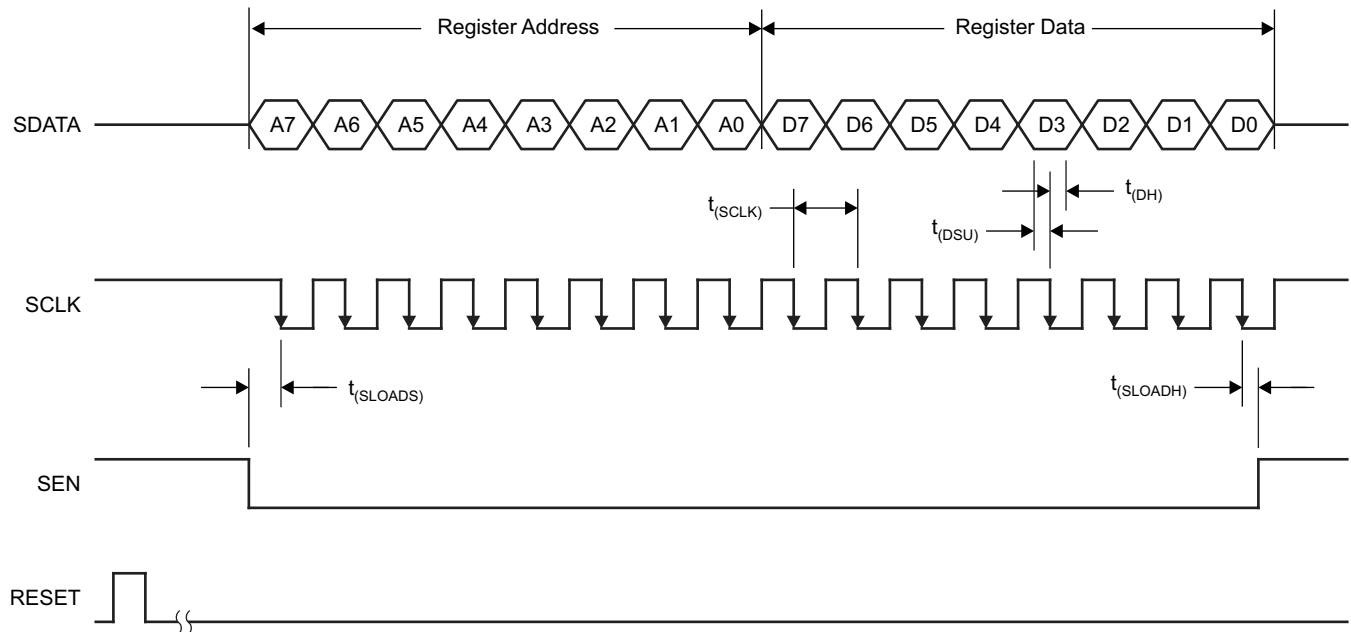 Register Address
Register Data
SDATA
A7 A6 A5 A4 A3 A2 A1 A0 D7 D6 D5 D4 D3 D2 D1 D0
t(SCLK)
t(DH)
t(DSU)
SCLK
t(SLOADS)
t(SLOADH)
SEN
RESET